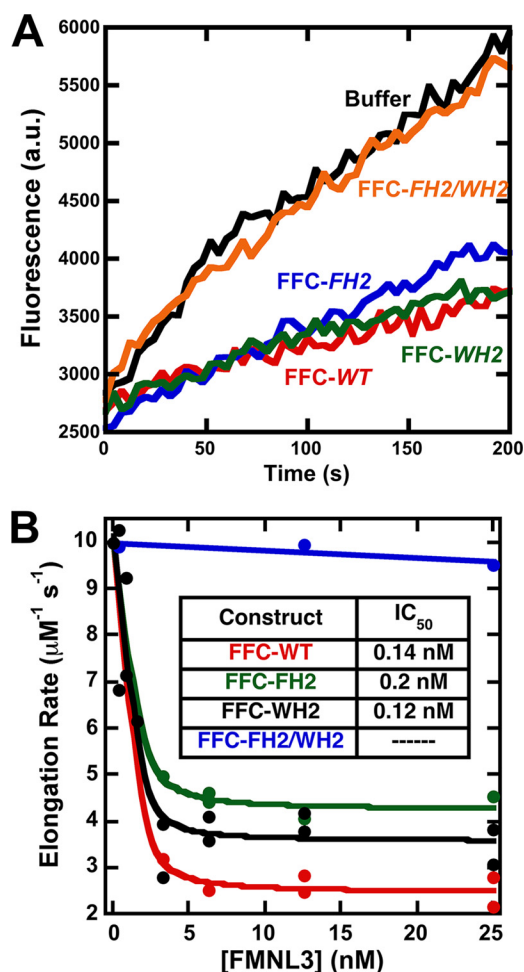 A
6000
5500
5000
4500
4000
3500
3000
2500
Fluorescence (a.u.)
Buffer
FFC-FH2/WH2
FFC-FH2
FFC-WH2
FFC-WT
0 50 100 150 200
Time (s)
B
10
9
8
7
6
5
4
3
2
Elongation Rate (μM⁻¹ s⁻¹)
Construct IC₅₀
FFC-WT 0.14 nM
FFC-FH2 0.2 nM
FFC-WH2 0.12 nM
FFC-FH2/WH2 ------
0 5 10 15 20 25
[FMNL3] (nM)